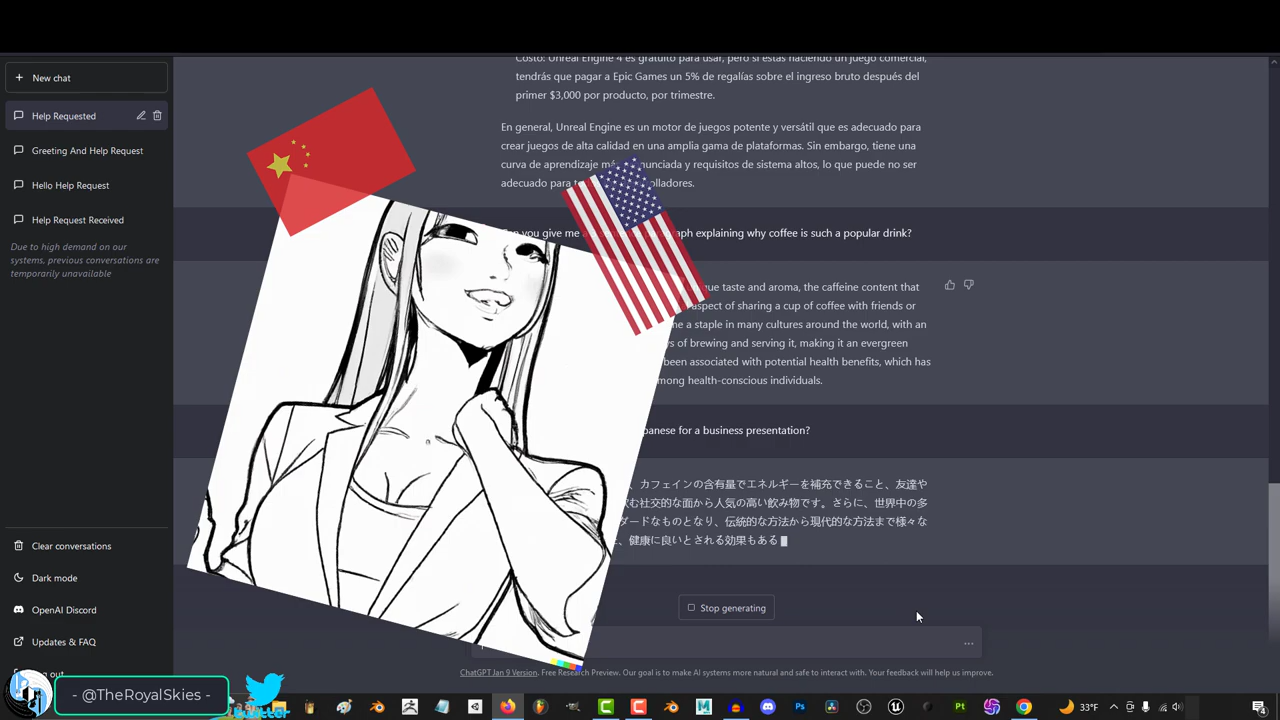 New chat
Help Requested
Greeting And Help Request
Hello Help Request
Help Request Received
Due to high demand on our
systems, previous conversations are
temporarily unavailable
Clear conversations
Dark mode
OpenAI Discord
Updates & FAQ
out
- @TheRoyalSkies -
Costo: Unreal Engine 4 es gratuito para usar, pero si estás haciendo un juego comercial,
tendrás que pagar a Epic Games un 5% de regalías sobre el ingreso bruto después del
primer $3,000 por producto, por trimestre.
En general, Unreal Engine es un motor de juegos potente y versátil que es adecuado para
crear juegos de alta calidad en una amplia gama de plataformas. Sin embargo, tiene una
curva de aprendizaje más nunciada y requisitos de sistema altos, lo que puede no ser
adecuado para olladores.
you give me aph explaining why coffee is such a popular drink?
que taste and aroma, the caffeine content that
aspect of sharing a cup of coffee with friends or
e a staple in many cultures around the world, with an
ys of brewing and serving it, making it an evergreen
been associated with potential health benefits, which has
among health-conscious individuals.
panese for a business presentation?
、カフェインの含有量でエネルギーを補充できること、友達や
む社交的な面から人気の高い飲み物です。さらに、世界中の多
ダードなものとなり、伝統的な方法から現代的な方法まで様々な
、健康に良いとされる効果もある
Stop generating
ChatGPT Jan 9 Version. Free Research Preview. Our goal is to make AI systems more natural and safe to interact with. Your feedback will help us improve.
33°F